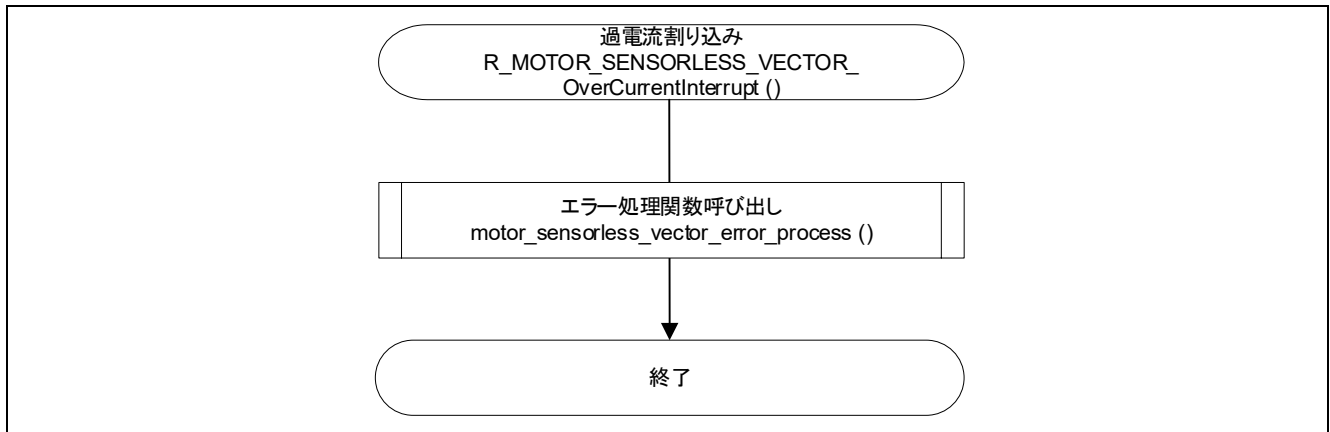 過電流割り込み
R_MOTOR_SENSORLESS_VECTOR_
OverCurrentInterrupt ()
エラー処理関数呼び出し
motor_sensorless_vector_error_process ()
終了